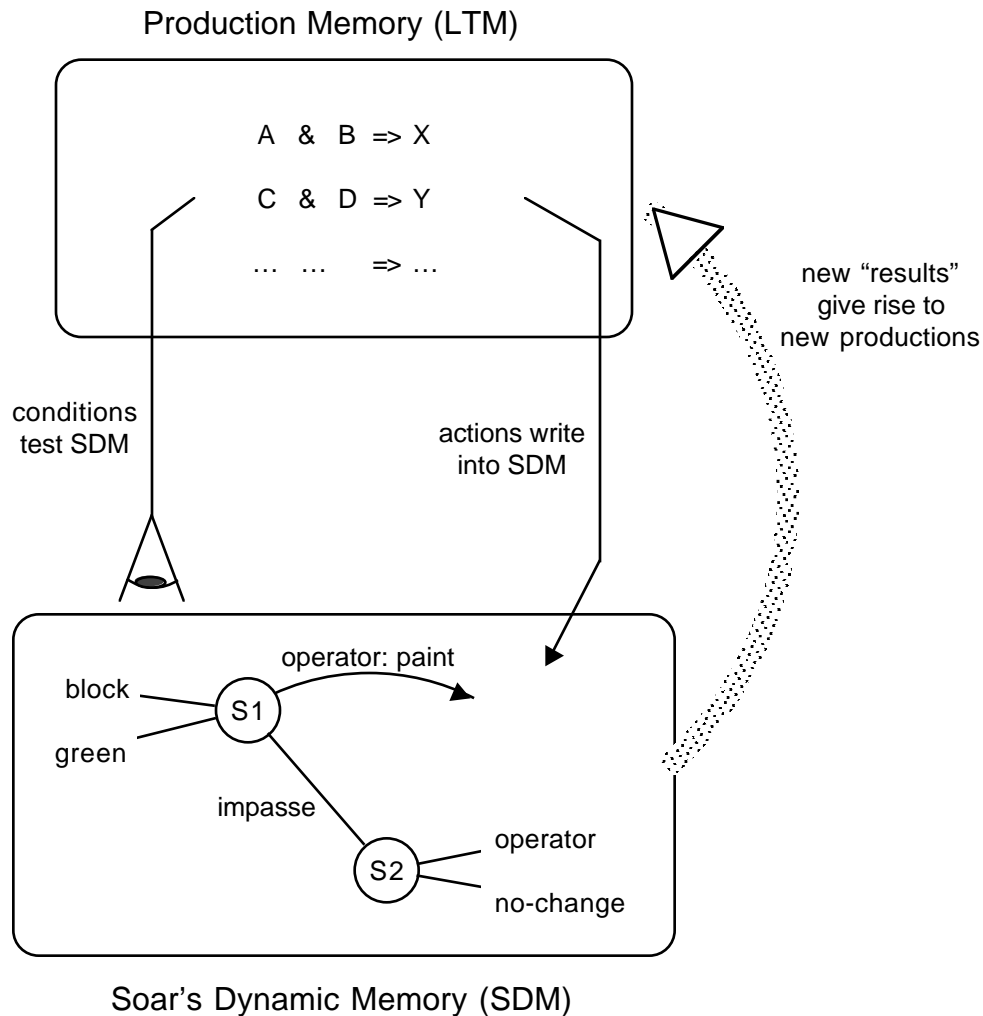 Production Memory (LTM)
A & B => X
C & D => Y
… … => …
new “results”
give rise to
new productions
conditions
test SDM
actions write
into SDM
operator: paint
block
S1
green
impasse
operator
S2
no-change
Soar's Dynamic Memory (SDM)